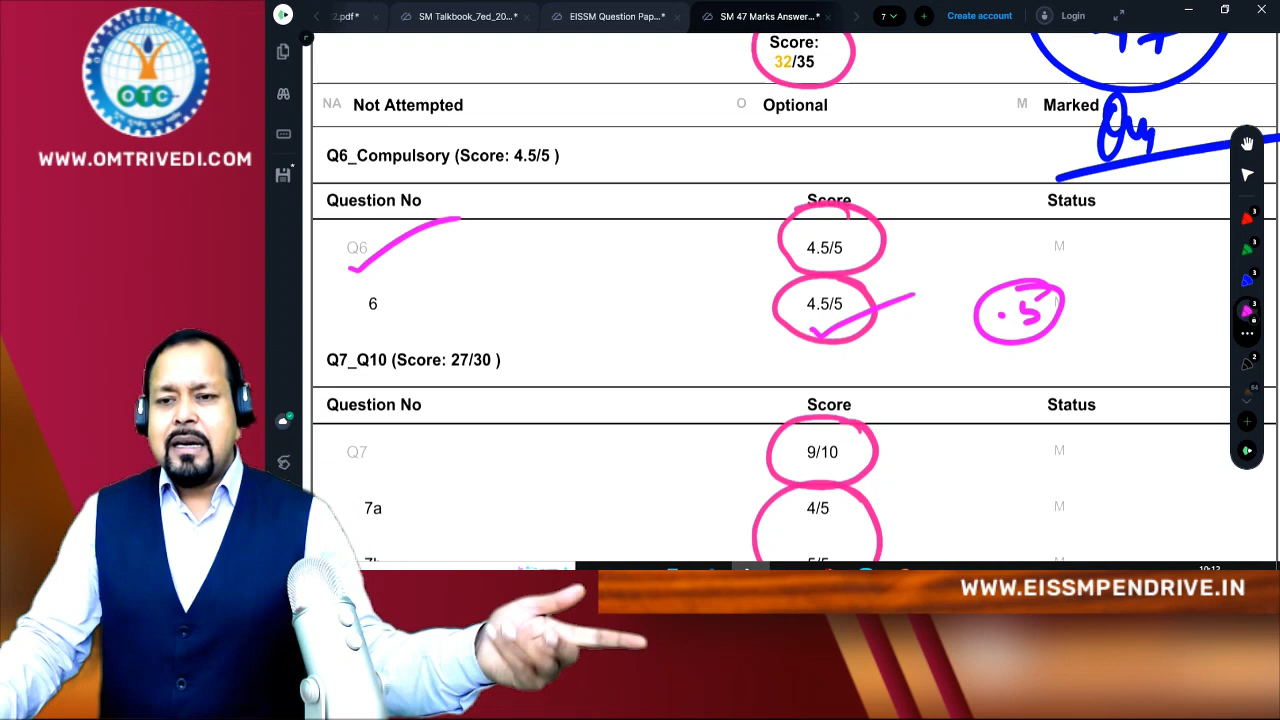 2.pdf *
SM Talkbook_7ed_20...*
EISSM Question Pap...*
SM 47 Marks Answer...*
7
Create account
Login
OTC
WWW.OMTRIVEDI.COM
Score:
32/35
NA Not Attempted
O Optional
M Marked
Q6_Compulsory (Score: 4.5/5 )
Question No Score Status
Q6 4.5/5 M
6 4.5/5
.5
Q7_Q10 (Score: 27/30 )
Question No Score Status
Q7 9/10 M
7a 4/5 M
WWW.EISSMPENDRIVE.IN